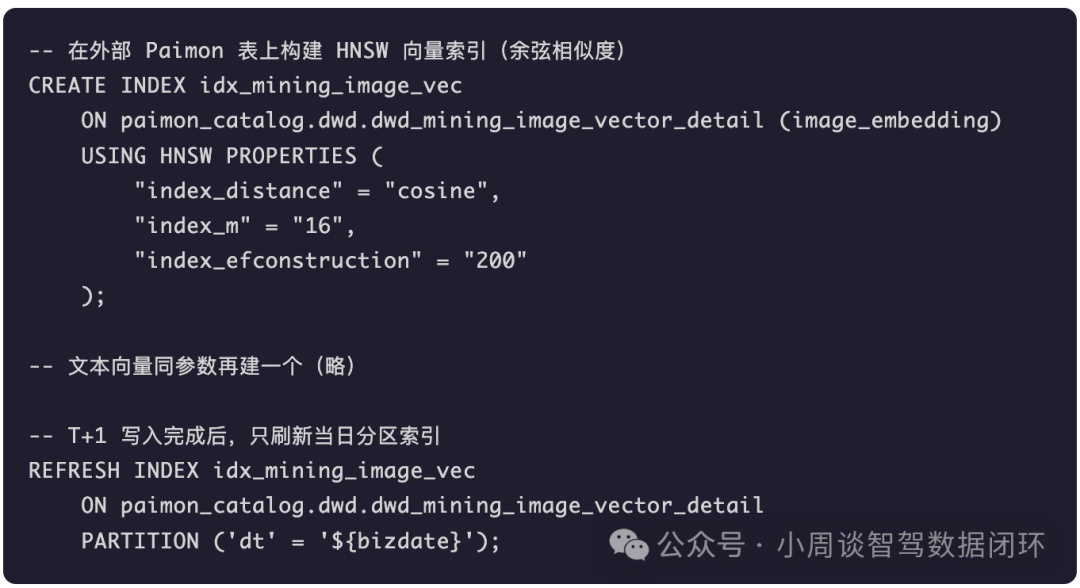 -- 在外部 Paimon 表上构建 HNSW 向量索引（余弦相似度）
CREATE INDEX idx_mining_image_vec
    ON paimon_catalog.dwd.dwd_mining_image_vector_detail (image_embedding)
    USING HNSW PROPERTIES (
        "index_distance" = "cosine",
        "index_m" = "16",
        "index_efconstruction" = "200"
    );
-- 文本向量同参数再建一个（略）
-- T+1 写入完成后，只刷新当日分区索引
REFRESH INDEX idx_mining_image_vec
    ON paimon_catalog.dwd.dwd_mining_image_vector_detail
    PARTITION ('dt' = '${bizdate}');
公众号 · 小周谈智驾数据闭环